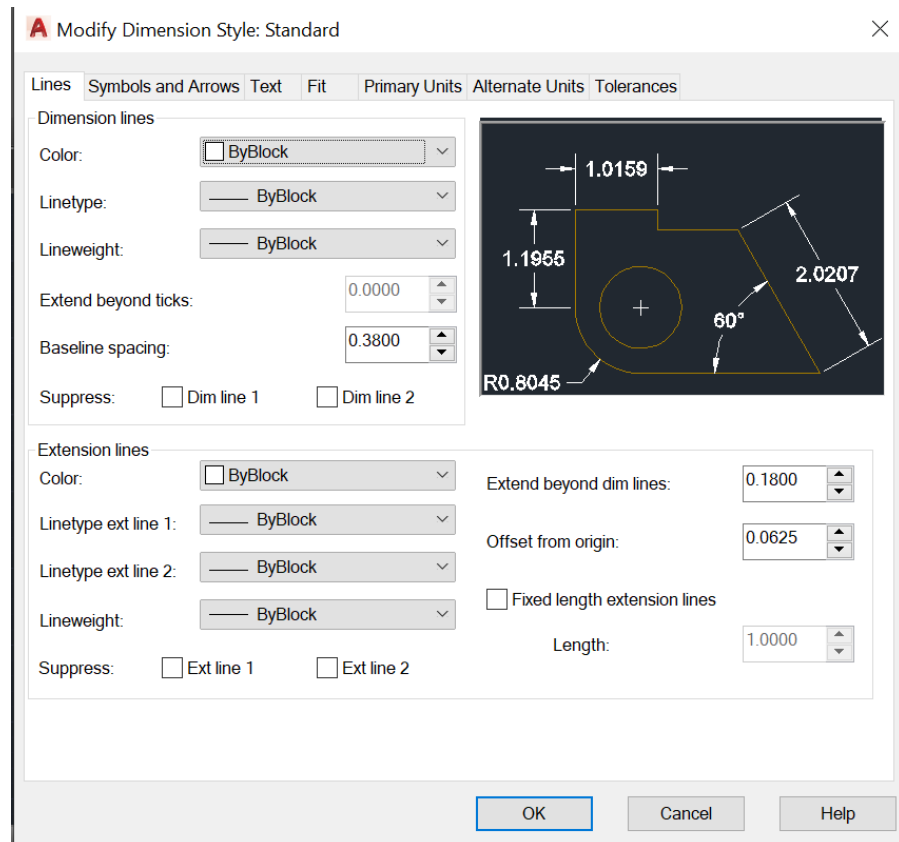 Modify Dimension Style: Standard
Lines Symbols and Arrows Text Fit Primary Units Alternate Units Tolerances
Dimension lines
Color: ByBlock
Linetype: ByBlock
Lineweight: ByBlock
Extend beyond ticks: 0.0000
Baseline spacing: 0.3800
Suppress: Dim line 1 Dim line 2
1.0159
1.1955
2.0207
60°
R0.8045
Extension lines
Color: ByBlock
Linetype ext line 1: ByBlock
Linetype ext line 2: ByBlock
Lineweight: ByBlock
Suppress: Ext line 1 Ext line 2
Extend beyond dim lines: 0.1800
Offset from origin: 0.0625
Fixed length extension lines
Length: 1.0000
OK Cancel Help